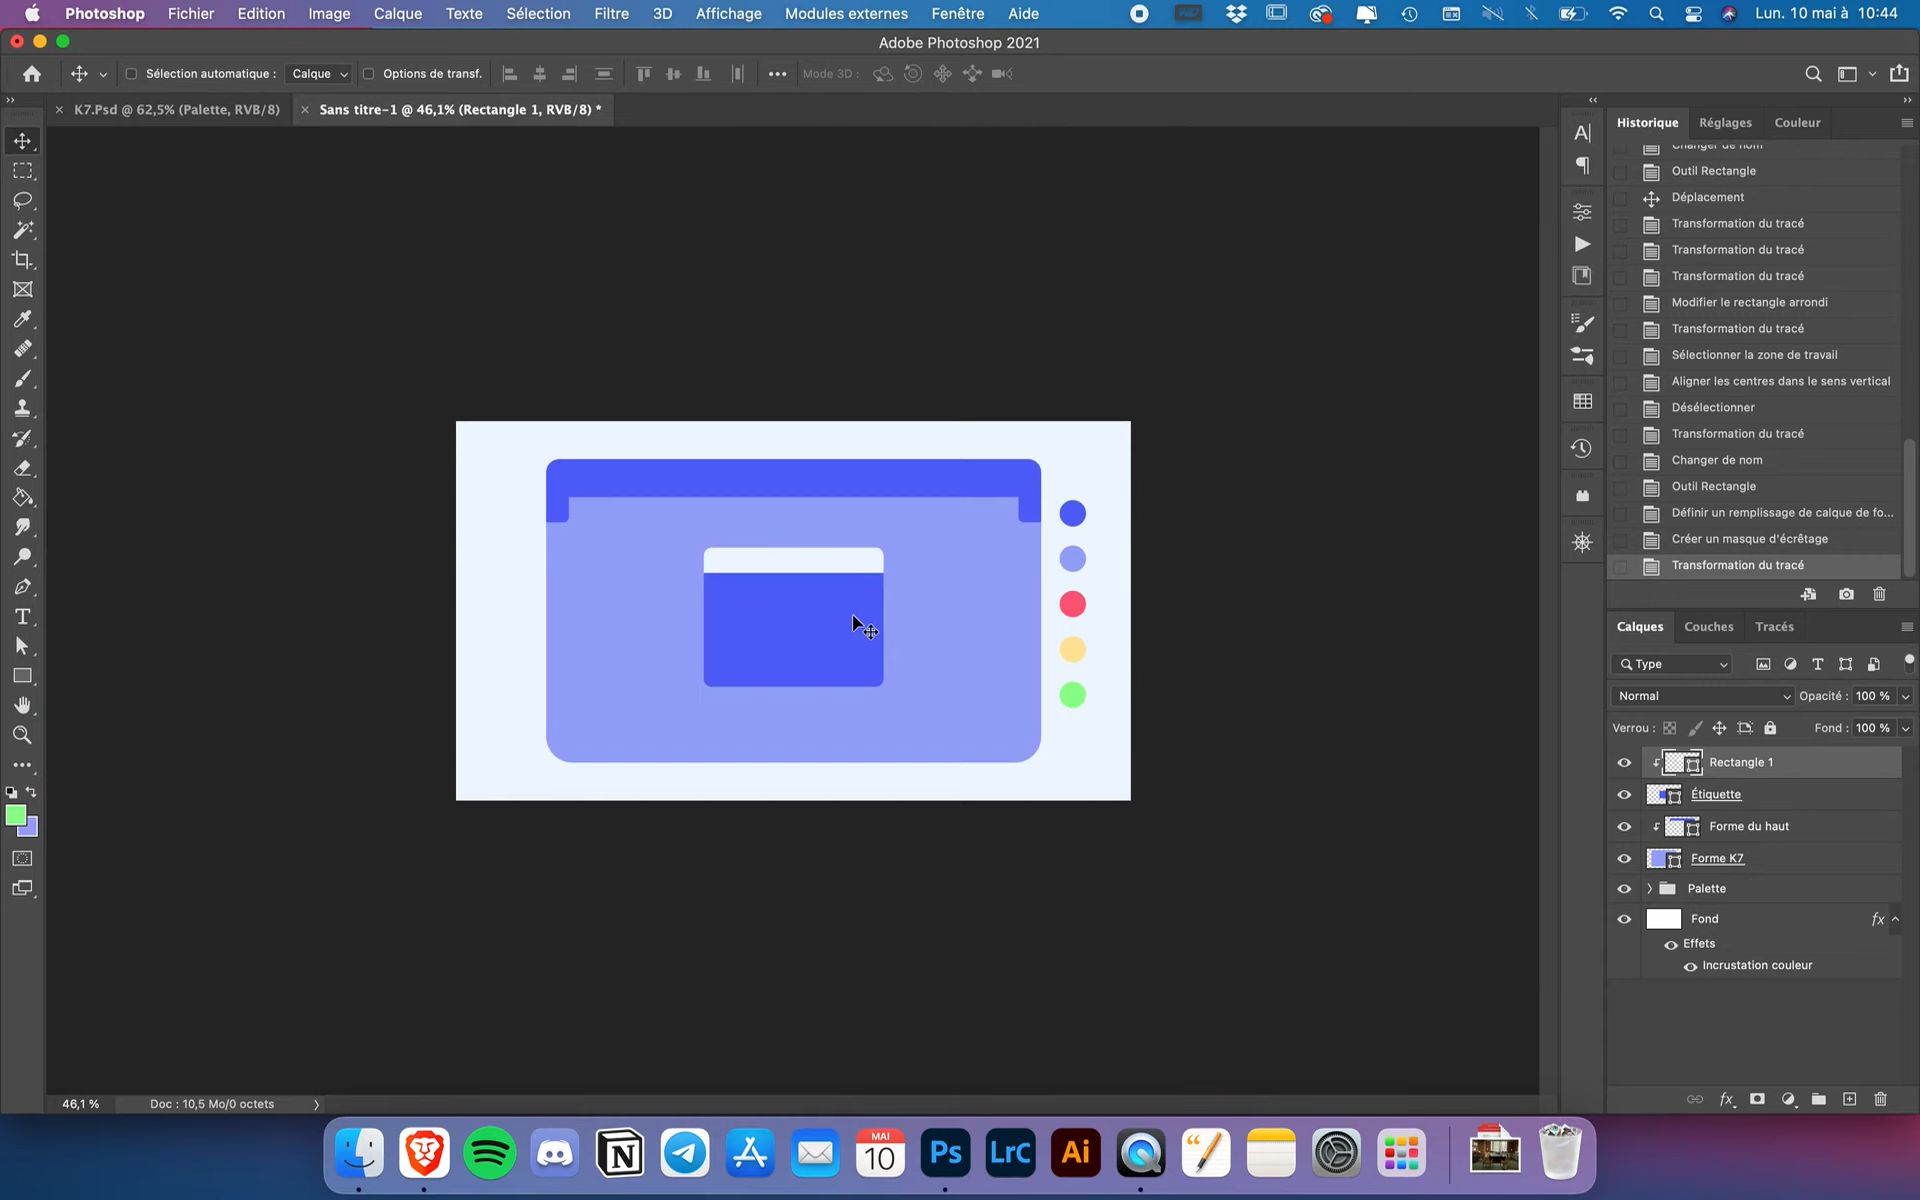 Photoshop Fichier Edition Image Calque Texte Sélection Filtre 3D Affichage Modules externes Fenêtre Aide Lun. 10 mai à 10:44
Adobe Photoshop 2021
Sélection automatique : Calque Options de transf. Mode 3D :
K7.Psd @ 62,5% (Palette, RVB/8) Sans titre-1 @ 46,1% (Rectangle 1, RVB/8) *
Historique Réglages Couleur
Changer de nom
Outil Rectangle
Déplacement
Transformation du tracé
Transformation du tracé
Transformation du tracé
Modifier le rectangle arrondi
Transformation du tracé
Sélectionner la zone de travail
Aligner les centres dans le sens vertical
Désélectionner
Transformation du tracé
Changer de nom
Outil Rectangle
Définir un remplissage de calque de fo...
Créer un masque d'écrêtage
Transformation du tracé
Calques Couches Tracés
Type
Normal Opacité : 100 %
Verrou : Fond : 100 %
Rectangle 1
Étiquette
Forme du haut
Forme K7
Palette
Fond fx
Effets
Incrustation couleur
fx
46,1 % Doc : 10,5 Mo/0 octets
MAI
10
Ps LrC Ai